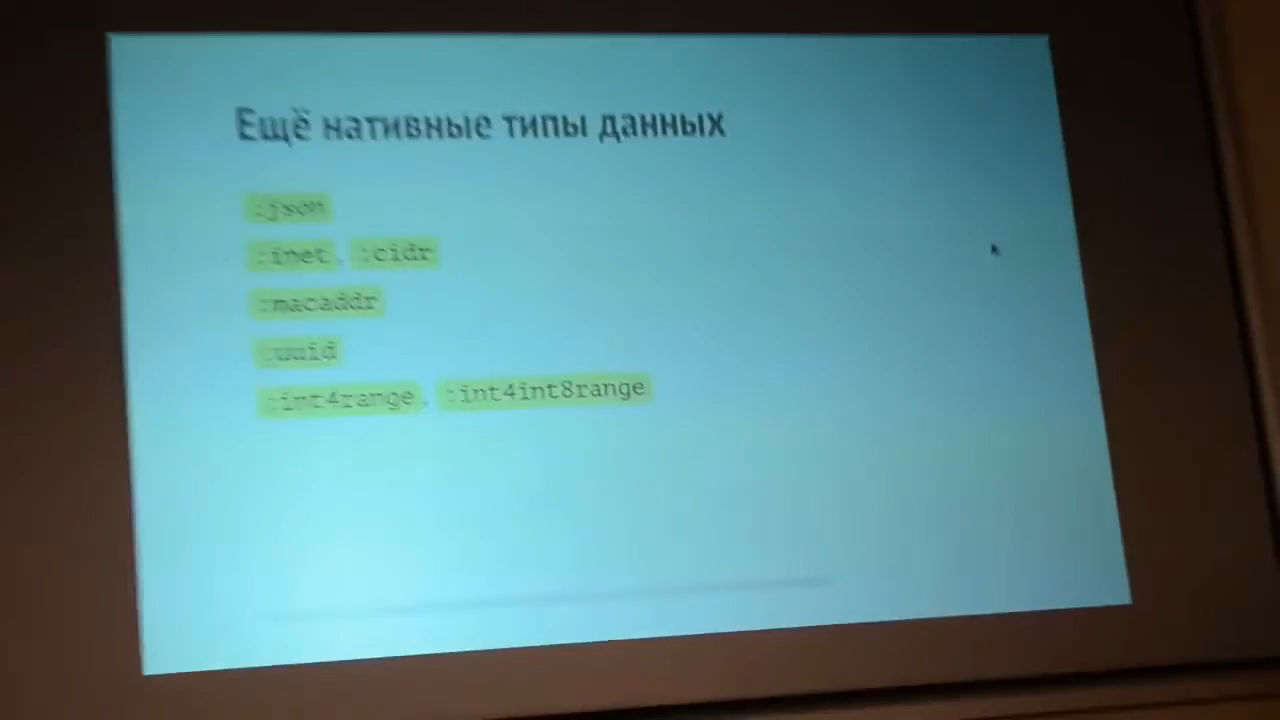 Ещё нативные типы данных
:json
:inet, :cidr
:macaddr
:uuid
:int4range, :int4int8range